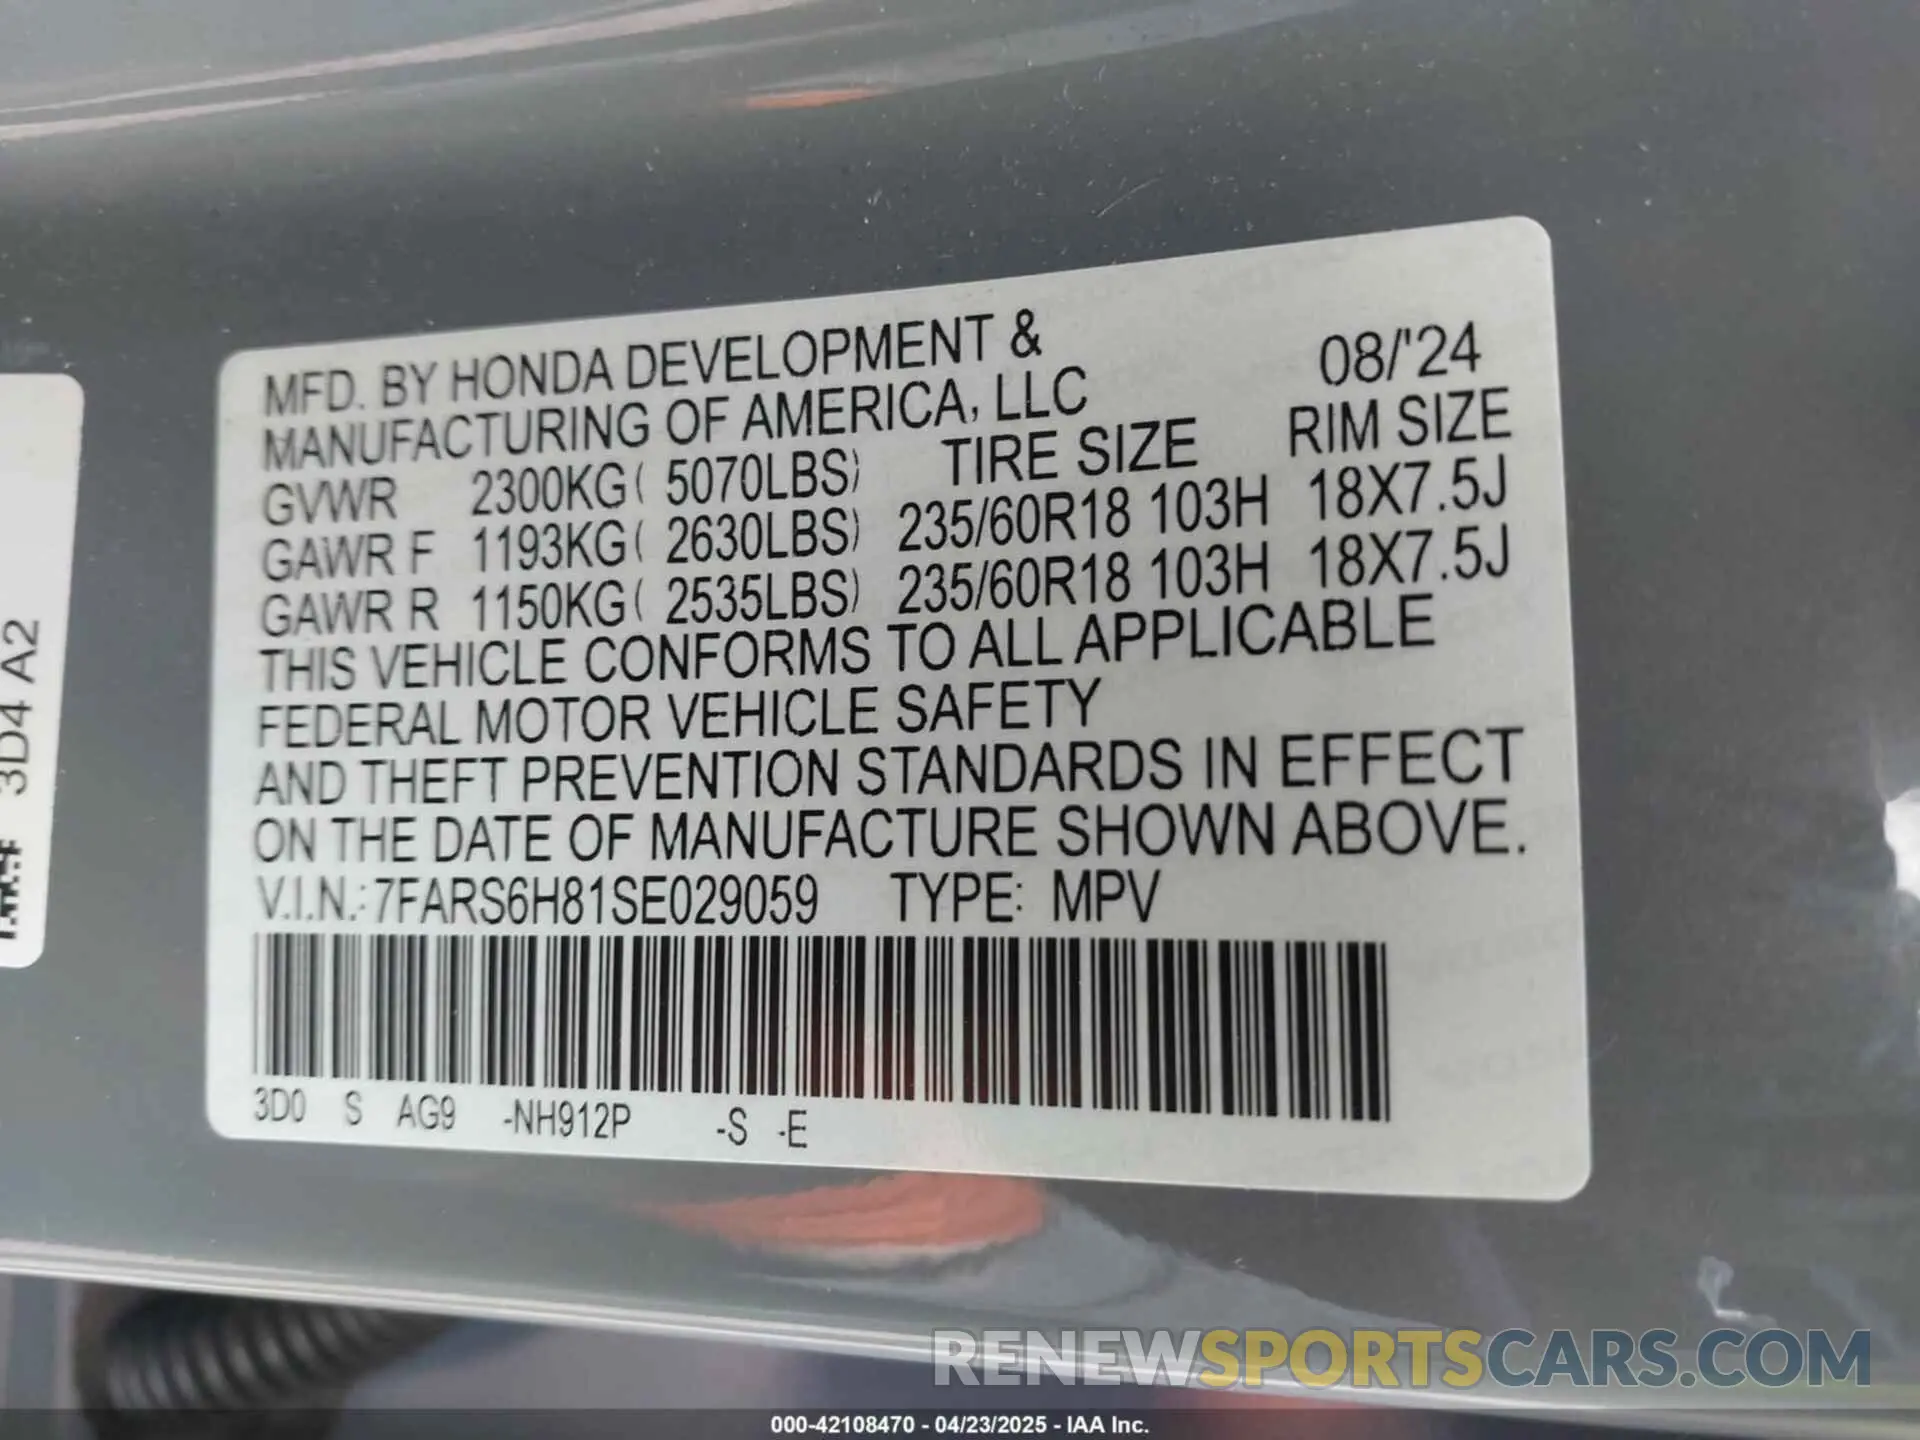 MFD. BY HONDA DEVELOPMENT & 08/'24
MANUFACTURING OF AMERICA, LLC
TIRE SIZE RIM SIZE
GVWR 2300KG( 5070LBS)
GAWR F 1193KG( 2630LBS) 235/60R18 103H 18X7.5J
GAWR R 1150KG( 2535LBS) 235/60R18 103H 18X7.5J
THIS VEHICLE CONFORMS TO ALL APPLICABLE
FEDERAL MOTOR VEHICLE SAFETY
AND THEFT PREVENTION STANDARDS IN EFFECT
ON THE DATE OF MANUFACTURE SHOWN ABOVE.
V.I.N.: 7FARS6H81SE029059 TYPE: MPV
3D0 S AG9 -NH912P -S -E
3D4 A2
RENEWSPORTSCARS.COM
000-42108470 - 04/23/2025 - IAA Inc.